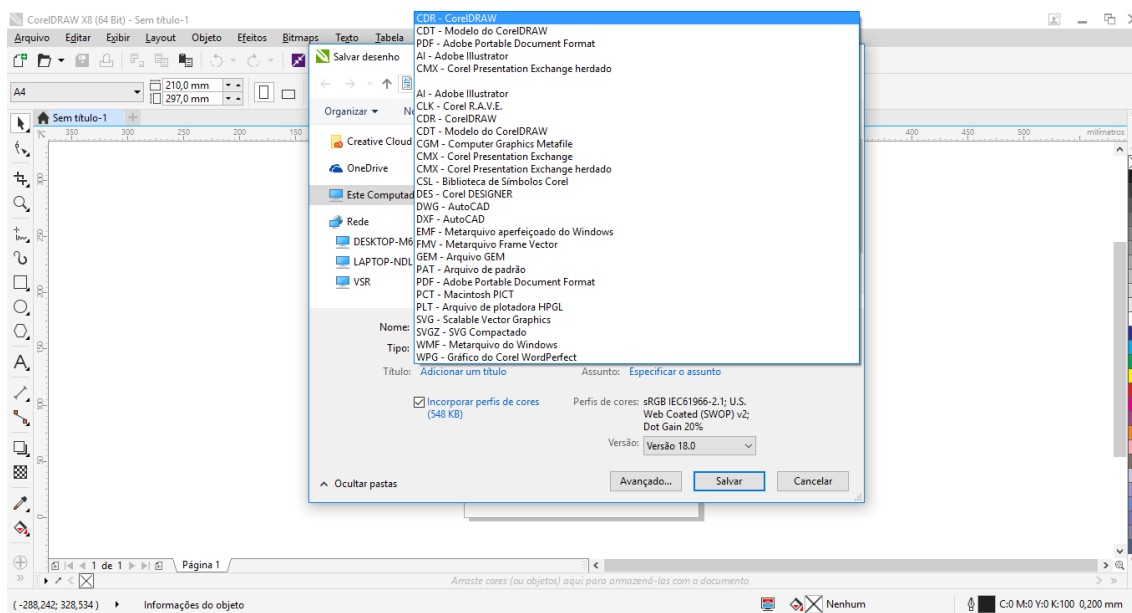 CorelDRAW X8 (64 Bit) - Sem título-1
Arquivo Editar Exibir Layout Objeto Efeitos Bitmaps Texto Tabela
A4
210,0 mm
297,0 mm
Sem título-1
350 300 250 200 150 400 450 500 milímetros
Salvar desenho
Organizar
Creative Cloud
OneDrive
Este Computad
Rede
DESKTOP-M6
LAPTOP-NDL
VSR
CDR - CorelDRAW
CDT - Modelo do CorelDRAW
PDF - Adobe Portable Document Format
AI - Adobe Illustrator
CMX - Corel Presentation Exchange herdado
AI - Adobe Illustrator
CLK - Corel R.A.V.E.
CDR - CorelDRAW
CDT - Modelo do CorelDRAW
CGM - Computer Graphics Metafile
CMX - Corel Presentation Exchange
CMX - Corel Presentation Exchange herdado
CSL - Biblioteca de Símbolos Corel
DES - Corel DESIGNER
DWG - AutoCAD
DXF - AutoCAD
EMF - Metarquivo aperfeiçoado do Windows
FMV - Metarquivo Frame Vector
GEM - Arquivo GEM
PAT - Arquivo de padrão
PDF - Adobe Portable Document Format
PCT - Macintosh PICT
PLT - Arquivo de plotadora HPGL
SVG - Scalable Vector Graphics
SVGZ - SVG Compactado
WMF - Metarquivo do Windows
WPG - Gráfico do Corel WordPerfect
Nome:
Tipo:
Título: Adicionar um título Assunto: Especificar o assunto
Incorporar perfis de cores
(548 KB)
Perfis de cores: sRGB IEC61966-2.1; U.S.
Web Coated (SWOP) v2;
Dot Gain 20%
Versão: Versão 18.0
Ocultar pastas Avançado... Salvar Cancelar
1 de 1 Página 1
Arraste cores (ou objetos) aqui para armazená-las com o documento
( -288,242; 328,534 ) Informações do objeto Nenhum C:0 M:0 Y:0 K:100 0,200 mm